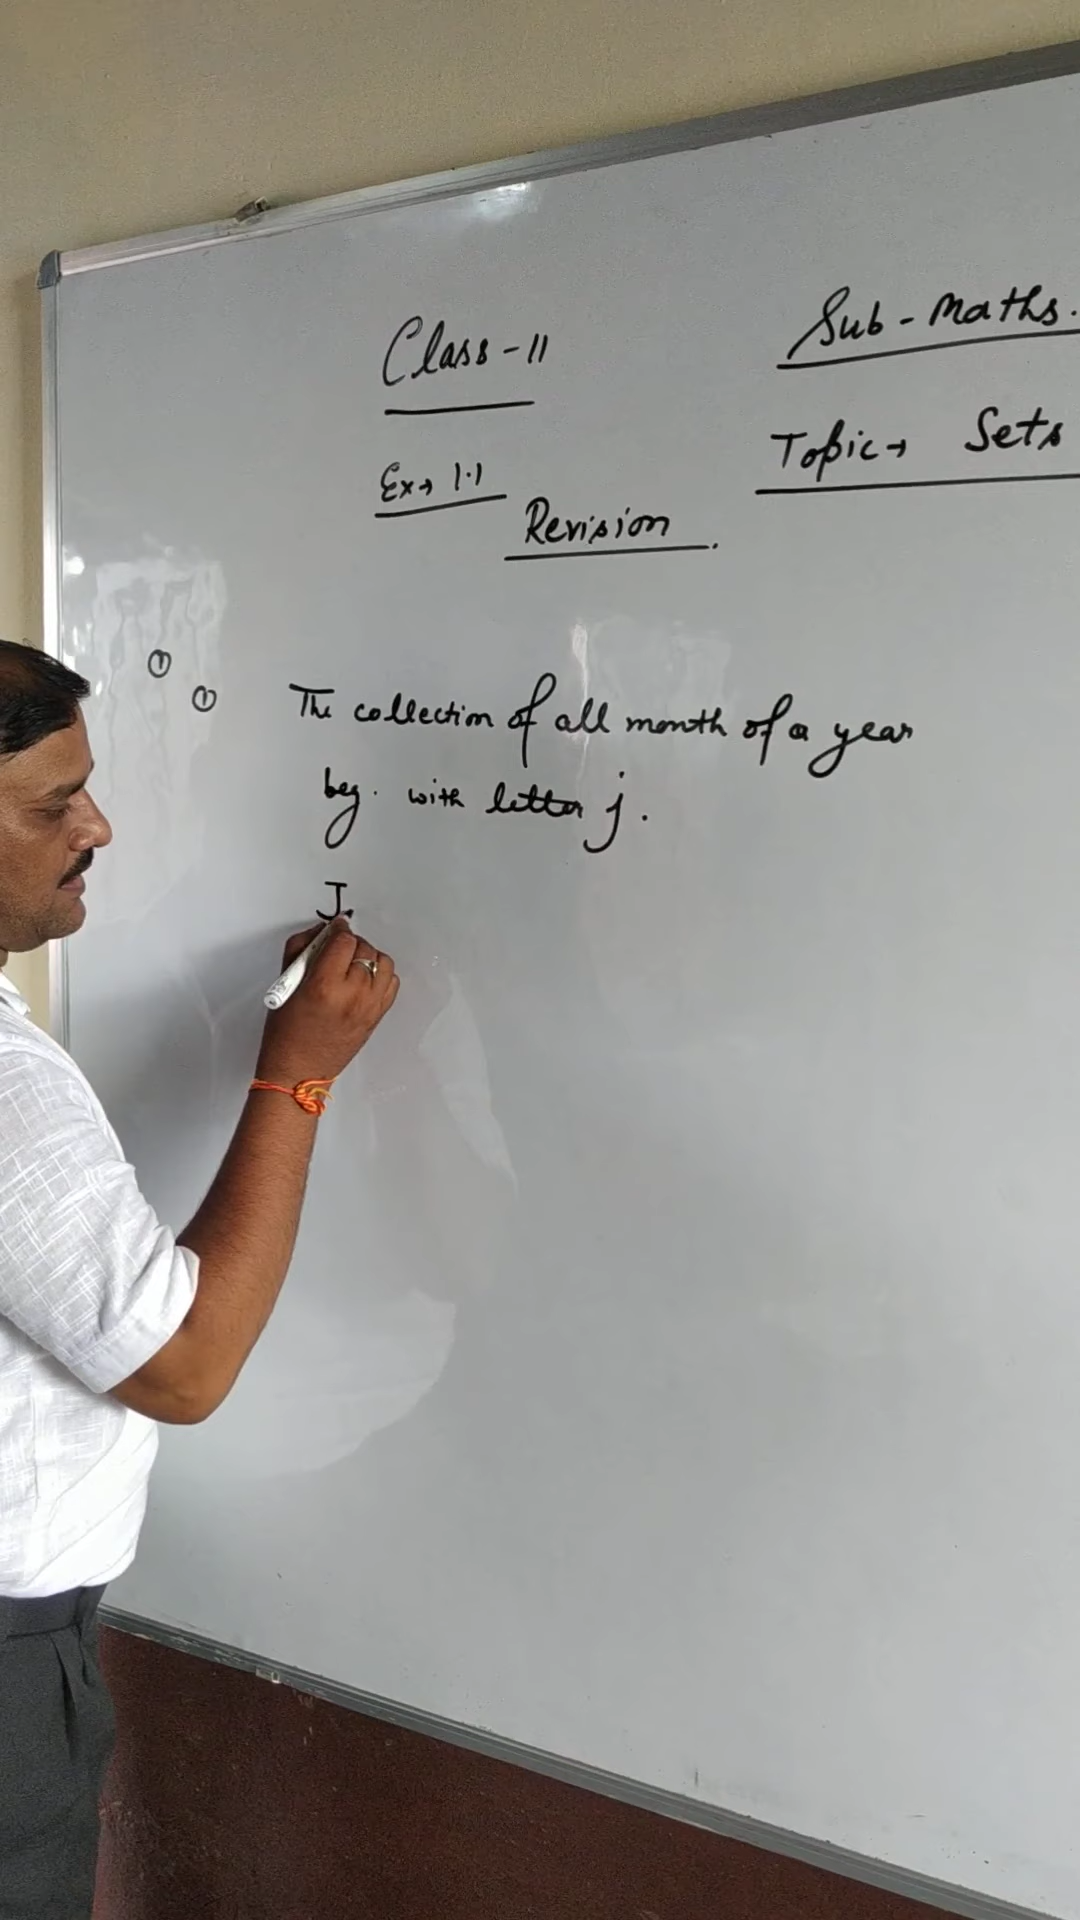 Class - 11
Sub - Maths.
Ex → 1.1
Topic → Sets
Revision.
① ① The collection of all month of a year
beg. with letter j.
J